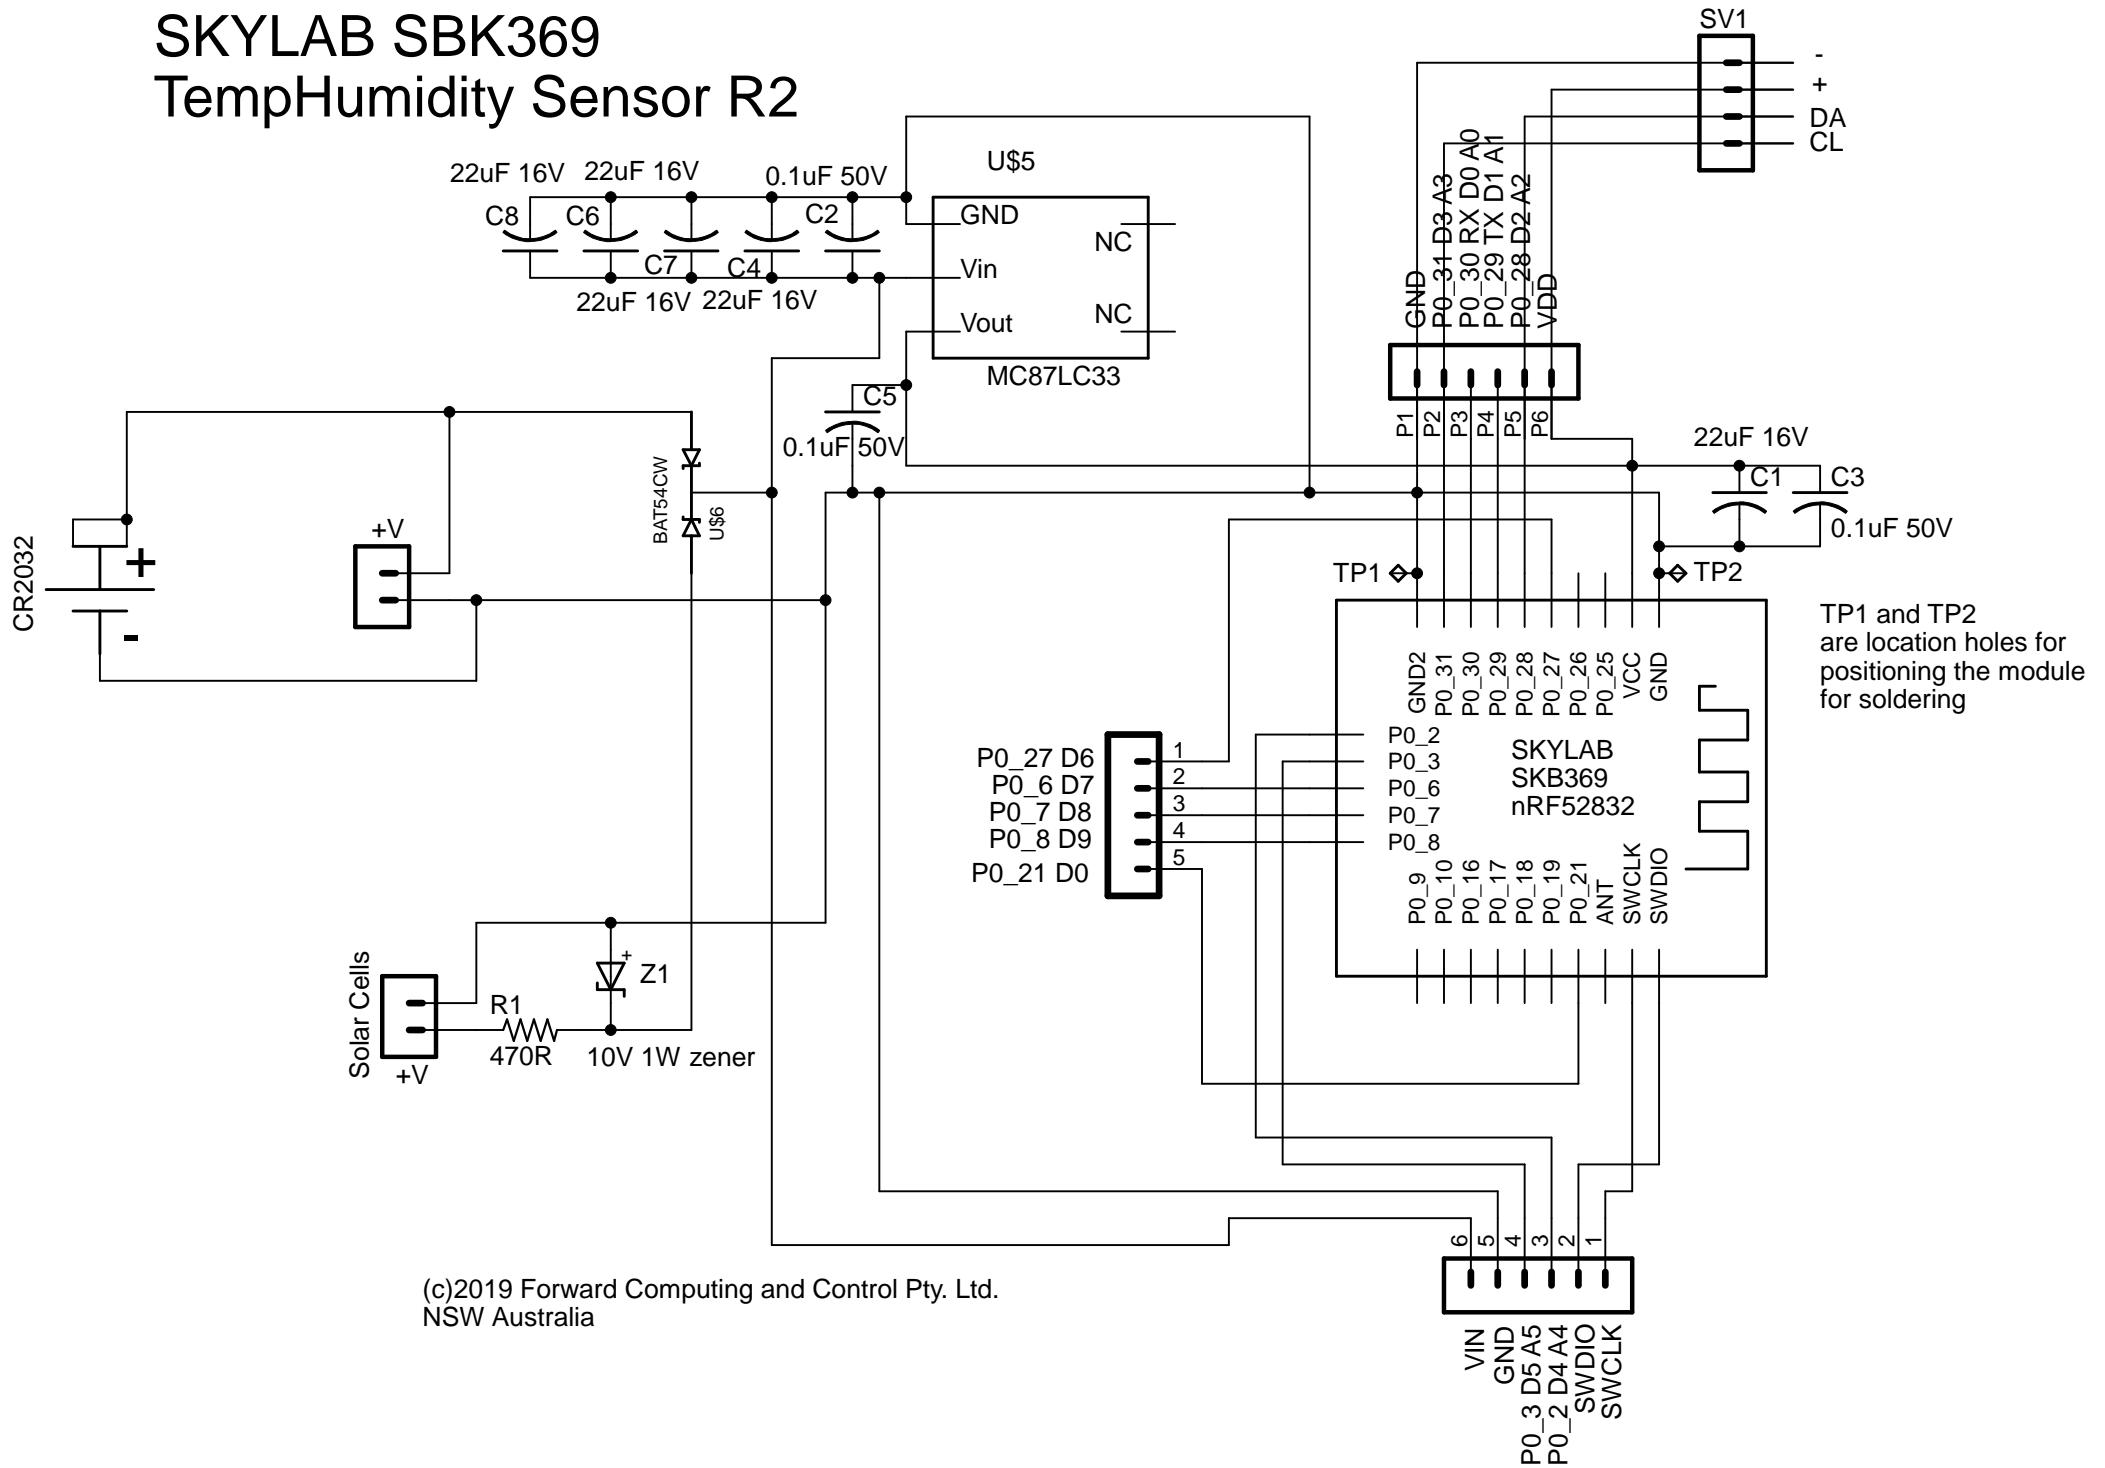 SKYLAB SBK369
TempHumidity Sensor R2
SV1
-
+
DA
CL
22uF 16V
22uF 16V
0.1uF 50V
U$5
C8
C6
C2
GND
NC
C7
C4
Vin
22uF 16V
22uF 16V
Vout
NC
MC87LC33
GND
P0_31 D3 A3
P0_30 RX D0 A0
P0_29 TX D1 A1
P0_28 D2 A2
VDD
P1
P2
P3
P4
P5
P6
C5
0.1uF 50V
22uF 16V
C1
C3
0.1uF 50V
BAT54CW
U$6
CR2032
+
-
+V
TP1
TP2
TP1 and TP2
are location holes for
positioning the module
for soldering
GND2
P0_31
P0_30
P0_29
P0_28
P0_27
P0_26
P0_25
VCC
GND
P0_2
P0_3
P0_6
P0_7
P0_8
SKYLAB
SKB369
nRF52832
P0_27 D6
P0_6 D7
P0_7 D8
P0_8 D9
P0_21 D0
1
2
3
4
5
P0_9
P0_10
P0_16
P0_17
P0_18
P0_19
P0_21
ANT
SWCLK
SWDIO
Solar Cells
+V
R1
470R
+
Z1
10V 1W zener
6
5
4
3
2
1
VIN
GND
P0_3 D5 A5
P0_2 D4 A4
SWDIO
SWCLK
(c)2019 Forward Computing and Control Pty. Ltd.
NSW Australia